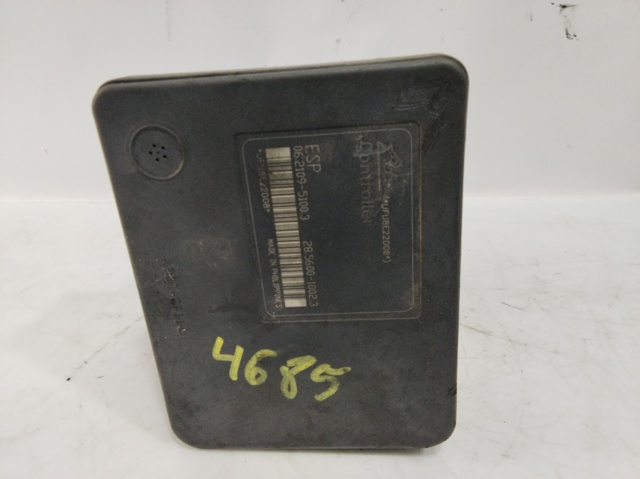 Controller
ESP
06.2109-5100.3
28.5600-1002.3
MADE IN PHILIPPINES
4685